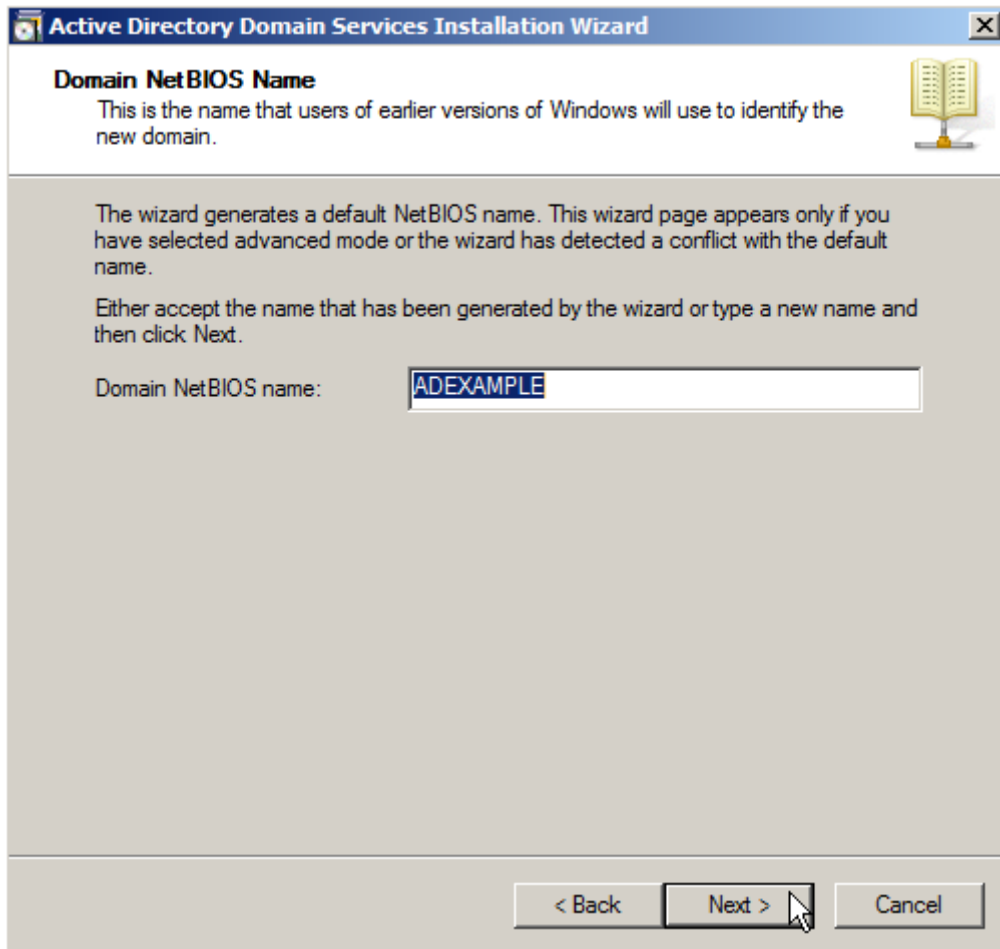 Active Directory Domain Services Installation Wizard
Domain NetBIOS Name
This is the name that users of earlier versions of Windows will use to identify the
new domain.
The wizard generates a default NetBIOS name. This wizard page appears only if you
have selected advanced mode or the wizard has detected a conflict with the default
name.
Either accept the name that has been generated by the wizard or type a new name and
then click Next.
Domain NetBIOS name: ADEXAMPLE
< Back Next > Cancel